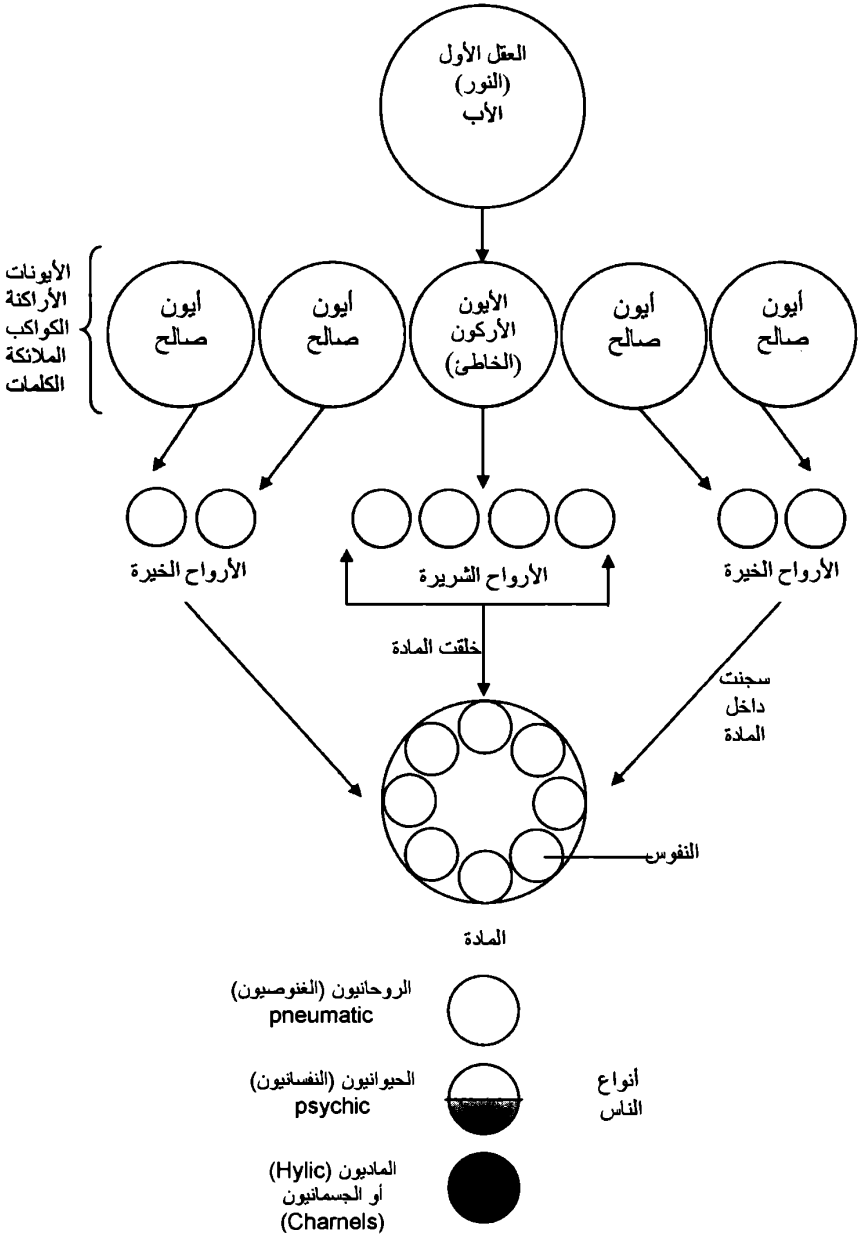 العقل الأول
(النور)
الأب
الأيونات
الأراكنة
الكواكب
الملائكة
الكلمات
أيون
صالح
أيون
صالح
الأيون
الأركون
(الخاطئ)
أيون
صالح
أيون
صالح
الأرواح الخيرة
الأرواح الشريرة
الأرواح الخيرة
خلقت المادة
سجنت
داخل
المادة
النفوس
المادة
الروحانيون (الغنوصيون)
pneumatic
الحيوانيون (النفسانيون)
psychic
أنواع
الناس
الماديون (Hylic)
أو الجسمانيون
(Charnels)